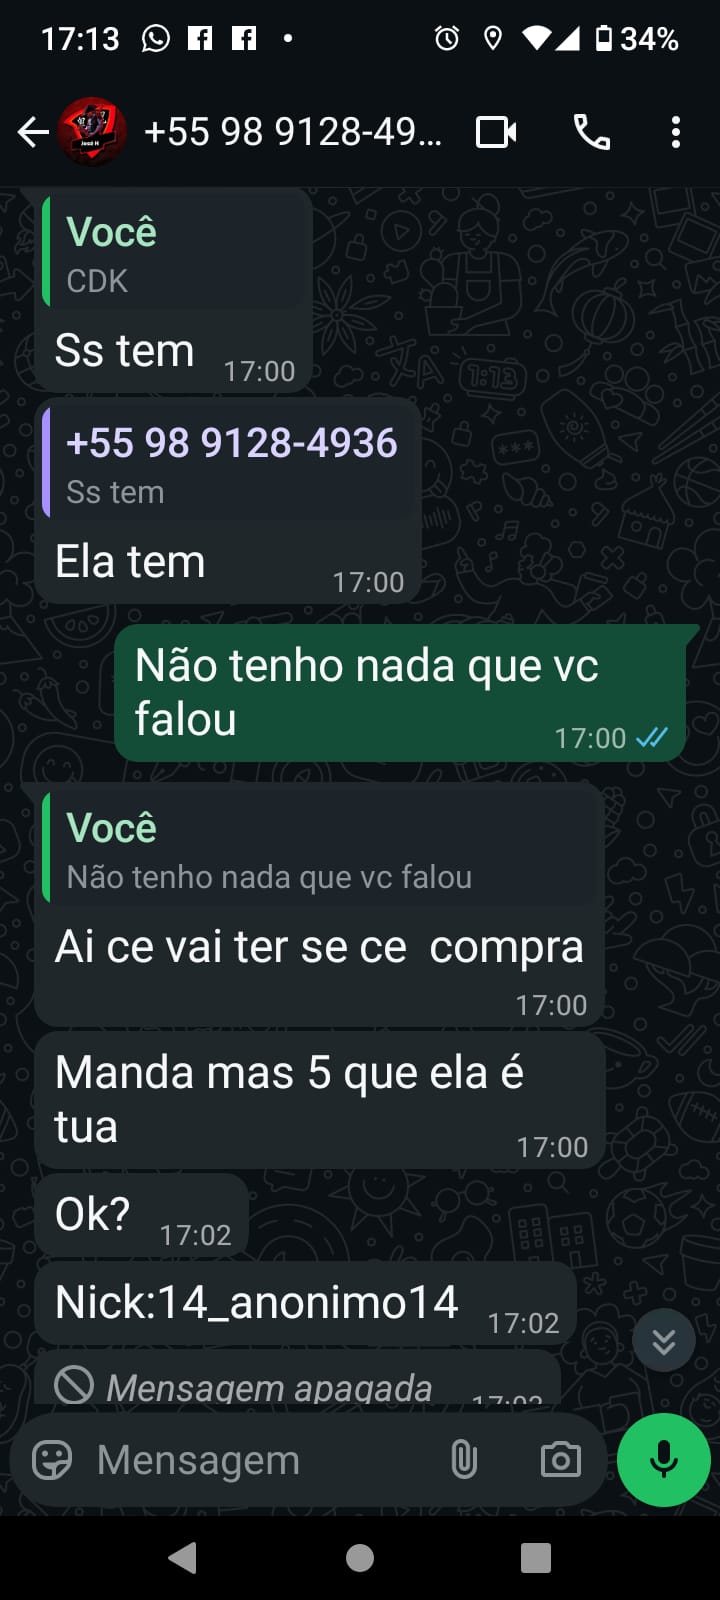 17:13
34%
+55 98 9128-49...
Você
CDK
Ss tem 17:00
+55 98 9128-4936
Ss tem
Ela tem 17:00
Não tenho nada que vc
falou 17:00
Você
Não tenho nada que vc falou
Ai ce vai ter se ce compra
17:00
Manda mas 5 que ela é
tua 17:00
Ok? 17:02
Nick:14_anonimo14 17:02
Mensagem apagada
Mensagem